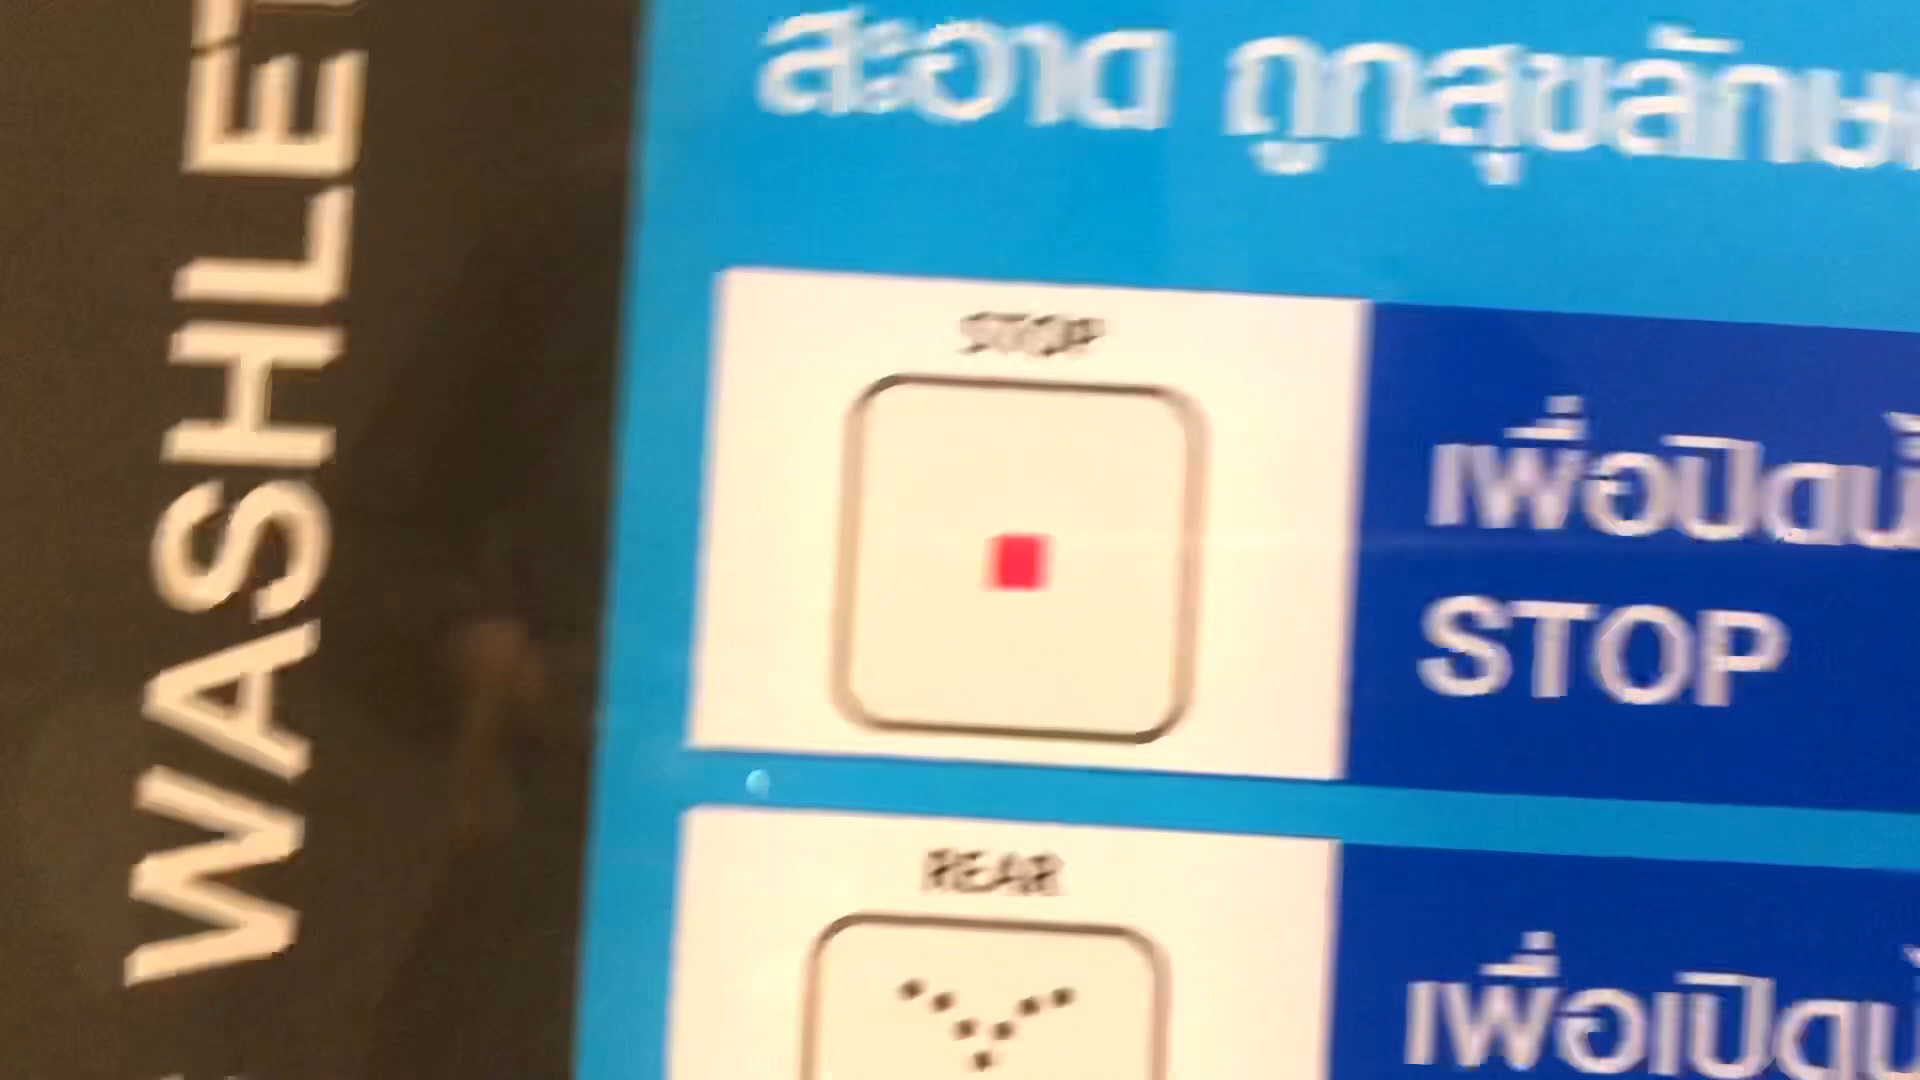 WASHLET
สะอาด ถูกสุขลักษ
STOP
เพื่อปิดน้
STOP
REAR
เพื่อเปิดน้